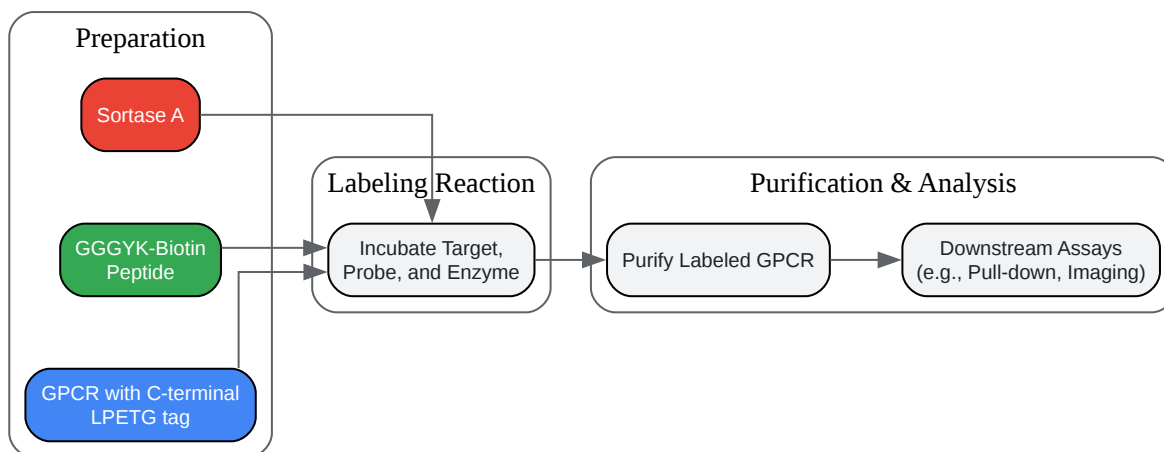 Preparation
Sortase A
GGGYK-Biotin
Peptide
GPCR with C-terminal
LPETG tag
Labeling Reaction
Incubate Target,
Probe, and Enzyme
Purification & Analysis
Purify Labeled GPCR
Downstream Assays
(e.g., Pull-down, Imaging)